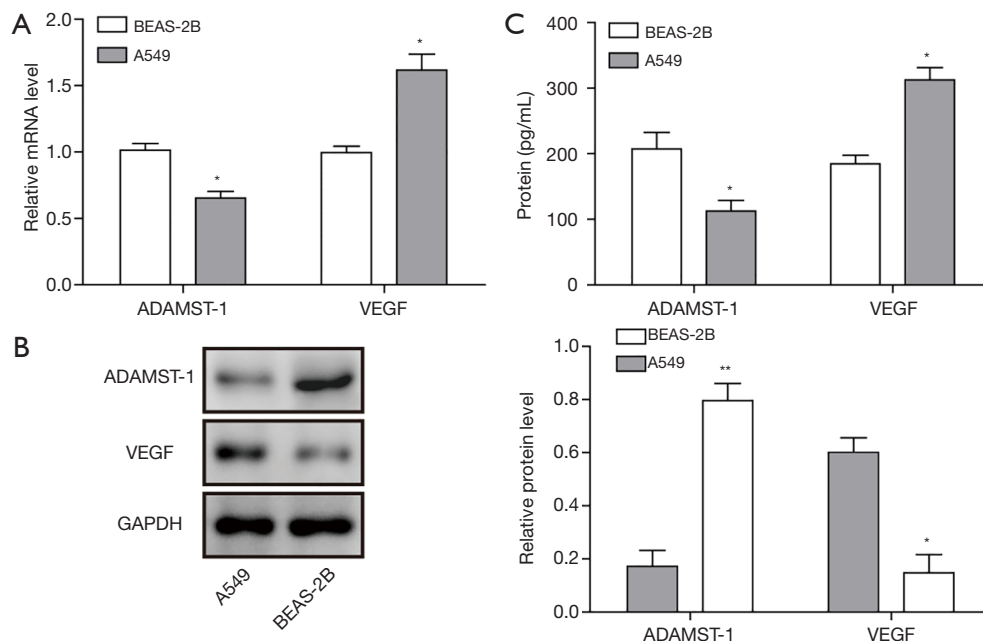 A
BEAS-2B
A549
Relative mRNA level
2.0
1.5
1.0
0.5
0.0
*
*
ADAMST-1
VEGF
C
BEAS-2B
A549
Protein (pg/mL)
400
300
200
100
0
*
*
ADAMST-1
VEGF
B
ADAMST-1
VEGF
GAPDH
A549
BEAS-2B
BEAS-2B
A549
Relative protein level
1.0
0.8
0.6
0.4
0.2
0.0
**
*
ADAMST-1
VEGF